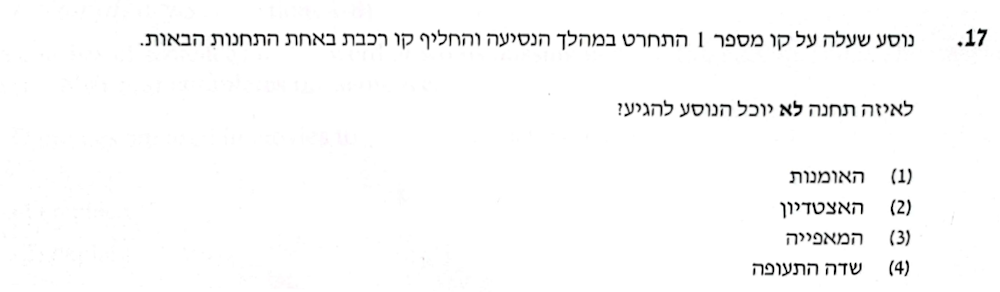 17. נוסע שעלה על קו מספר 1 התחרט במהלך הנסיעה והחליף קו רכבת באחת התחנות הבאות.
לאיזה תחנה לא יוכל הנוסע להגיע?
(1) האומנות
(2) האצטדיון
(3) המאפייה
(4) שדה התעופה